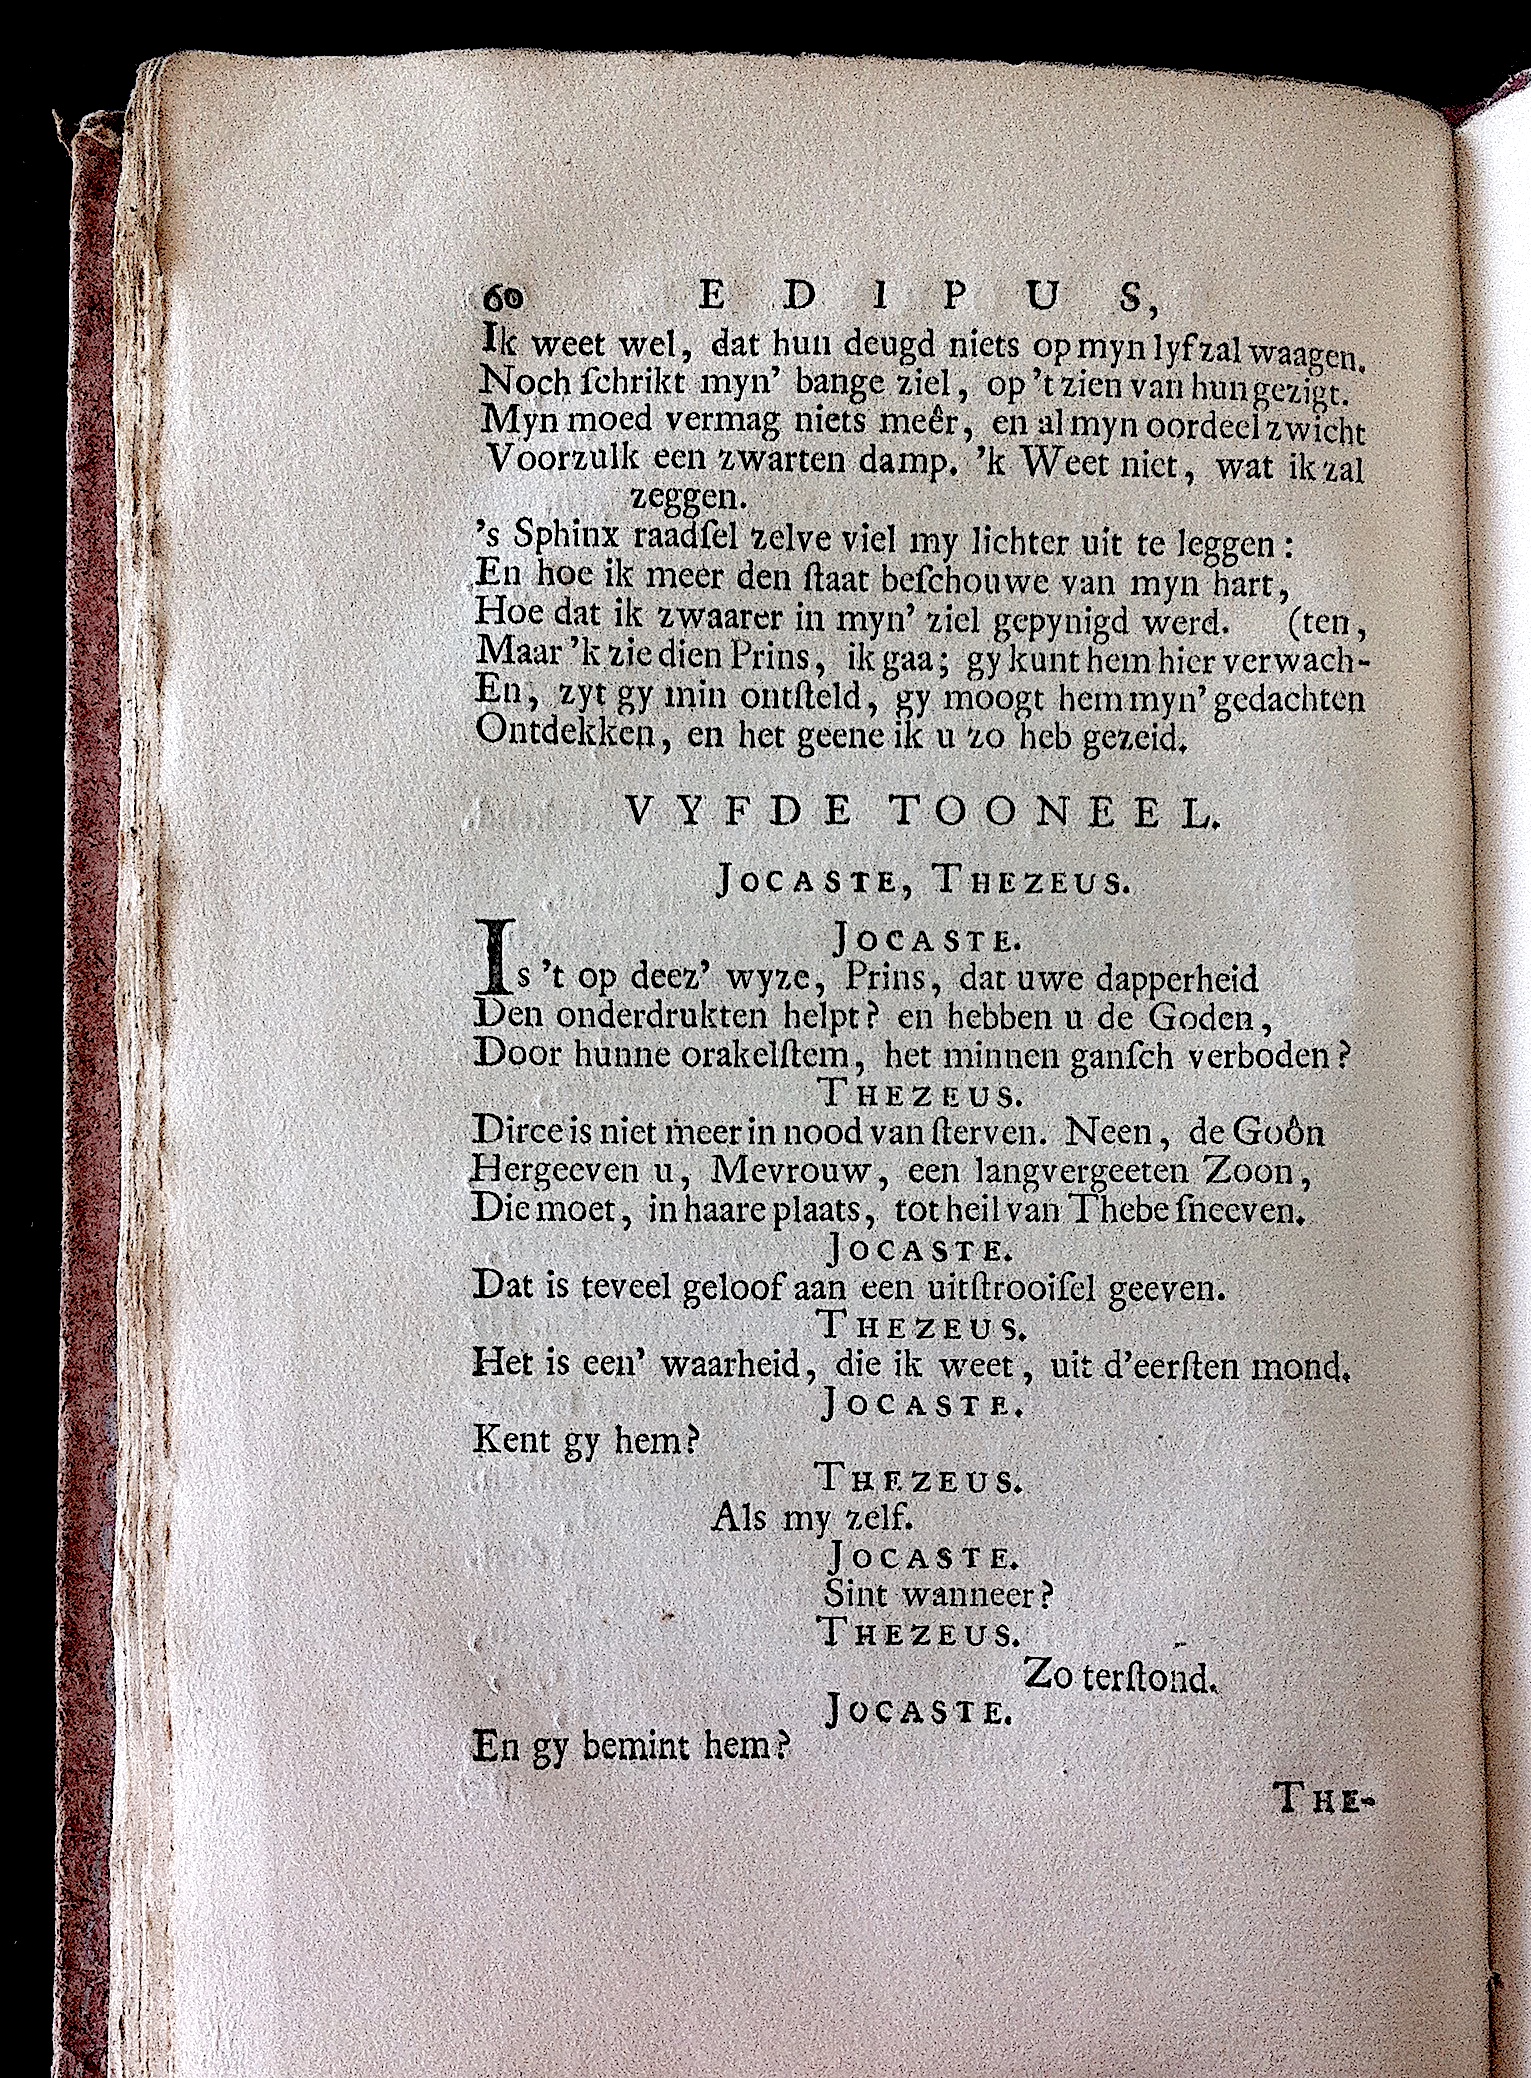 60 EDIPUS,
Ik weet wel, dat hun deugd niets op myn lyf zal waagen.
Noch ſchrikt myn' bange ziel, op 't zien van hun gezigt.
Myn moed vermag niets meêr, en al myn oordeel zwicht
Voorzulk een zwarten damp. 'k Weet niet, wat ik zal
zeggen.
's Sphinx raadſel zelve viel my lichter uit te leggen:
En hoe ik meer den ſtaat beſchouwe van myn hart,
Hoe dat ik zwaarer in myn' ziel gepynigd werd. (ten,
Maar 'k zie dien Prins, ik gaa; gy kunt hem hier verwach-
En, zyt gy min ontſteld, gy moogt hem myn' gedachten
Ontdekken, en het geene ik u zo heb gezeid.
VYFDE TOONEEL.
JOCASTE, THEZEUS.
JOCASTE.
Is 't op deez' wyze, Prins, dat uwe dapperheid
Den onderdrukten helpt? en hebben u de Goden,
Door hunne orakelſtem, het minnen ganſch verboden?
THEZEUS.
Dirce is niet meer in nood van ſterven. Neen, de Goôn
Hergeeven u, Mevrouw, een langvergeeten Zoon,
Die moet, in haare plaats, tot heil van Thebe ſneeven.
JOCASTE.
Dat is teveel geloof aan een uitſtrooiſel geeven.
THEZEUS.
Het is een' waarheid, die ik weet, uit d'eerſten mond.
JOCASTE.
Kent gy hem?
THEZEUS.
Als my zelf.
JOCASTE.
Sint wanneer?
THEZEUS.
Zo terſtond.
JOCASTE.
En gy bemint hem?
THE-